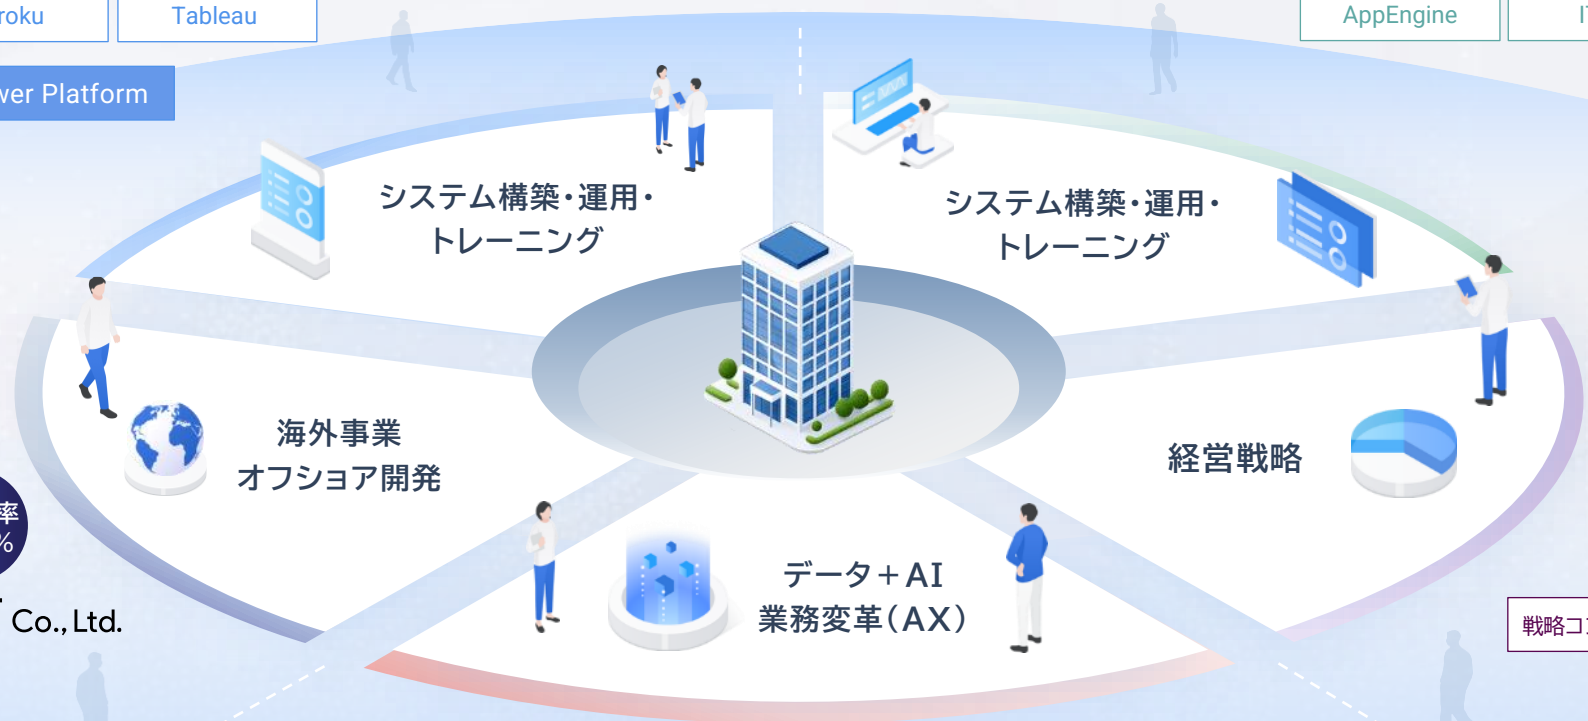 roku
Tableau
AppEngine
wer Platform
システム構築・運用・
トレーニング
システム構築・運用・
トレーニング
海外事業
オフショア開発
経営戦略
率
%
データ＋AI
業務変革（AX）
Co., Ltd.
戦略コ